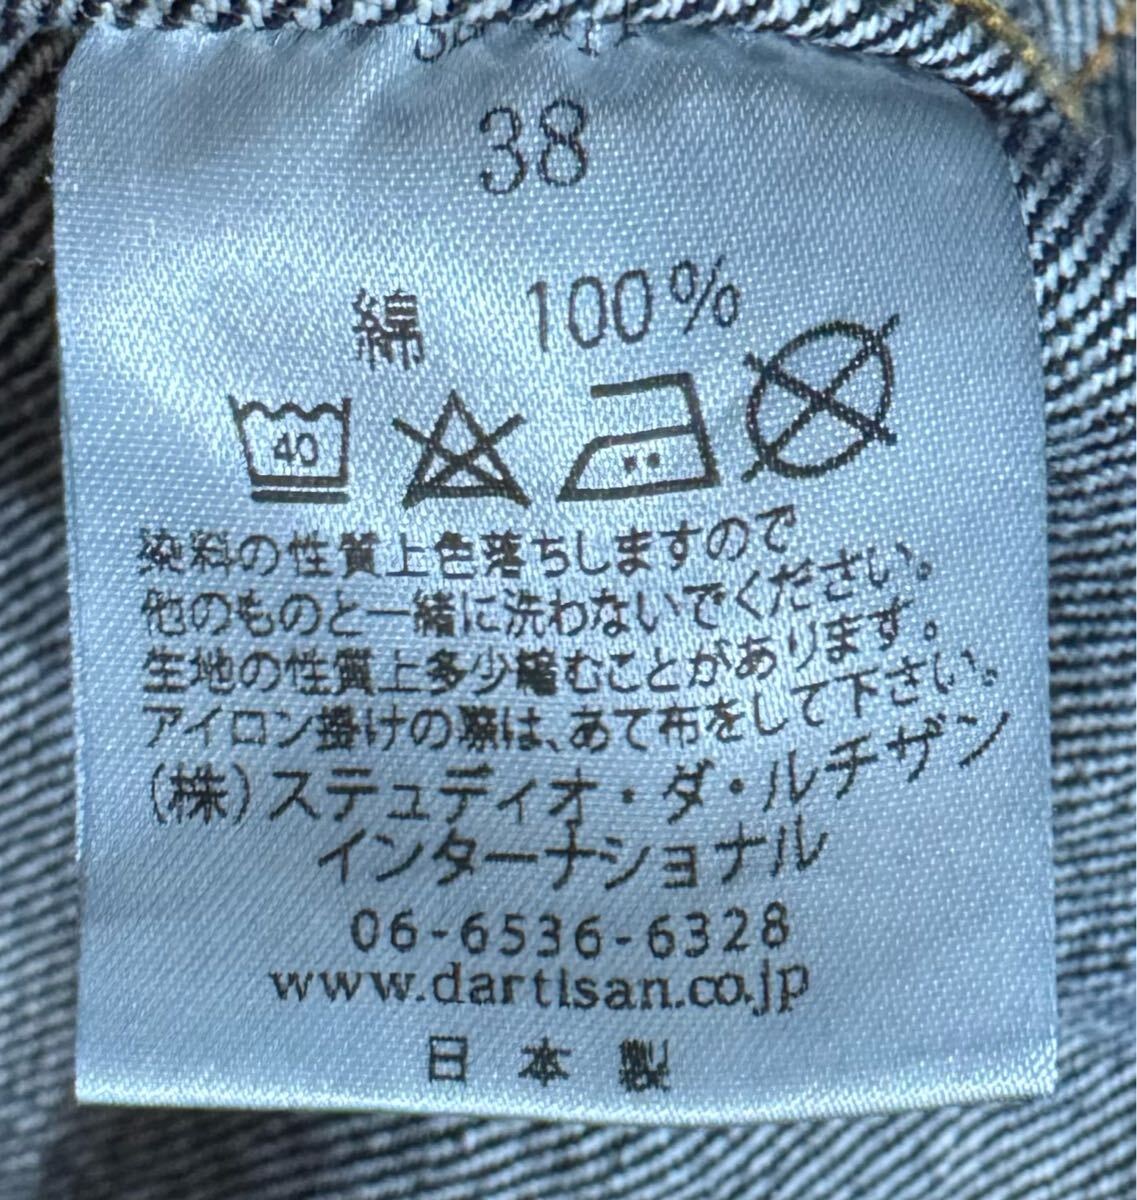 38
綿 100%
40
染料の性質上色落ちしますので
他のものと一緒に洗わないでください。
生地の性質上多少縮むことがあります。
アイロン掛けの際は、あて布をして下さい。
(株)ステュディオ・ダ・ルチザン
インターナショナル
06-6536-6328
www.dartisan.co.jp
日本製